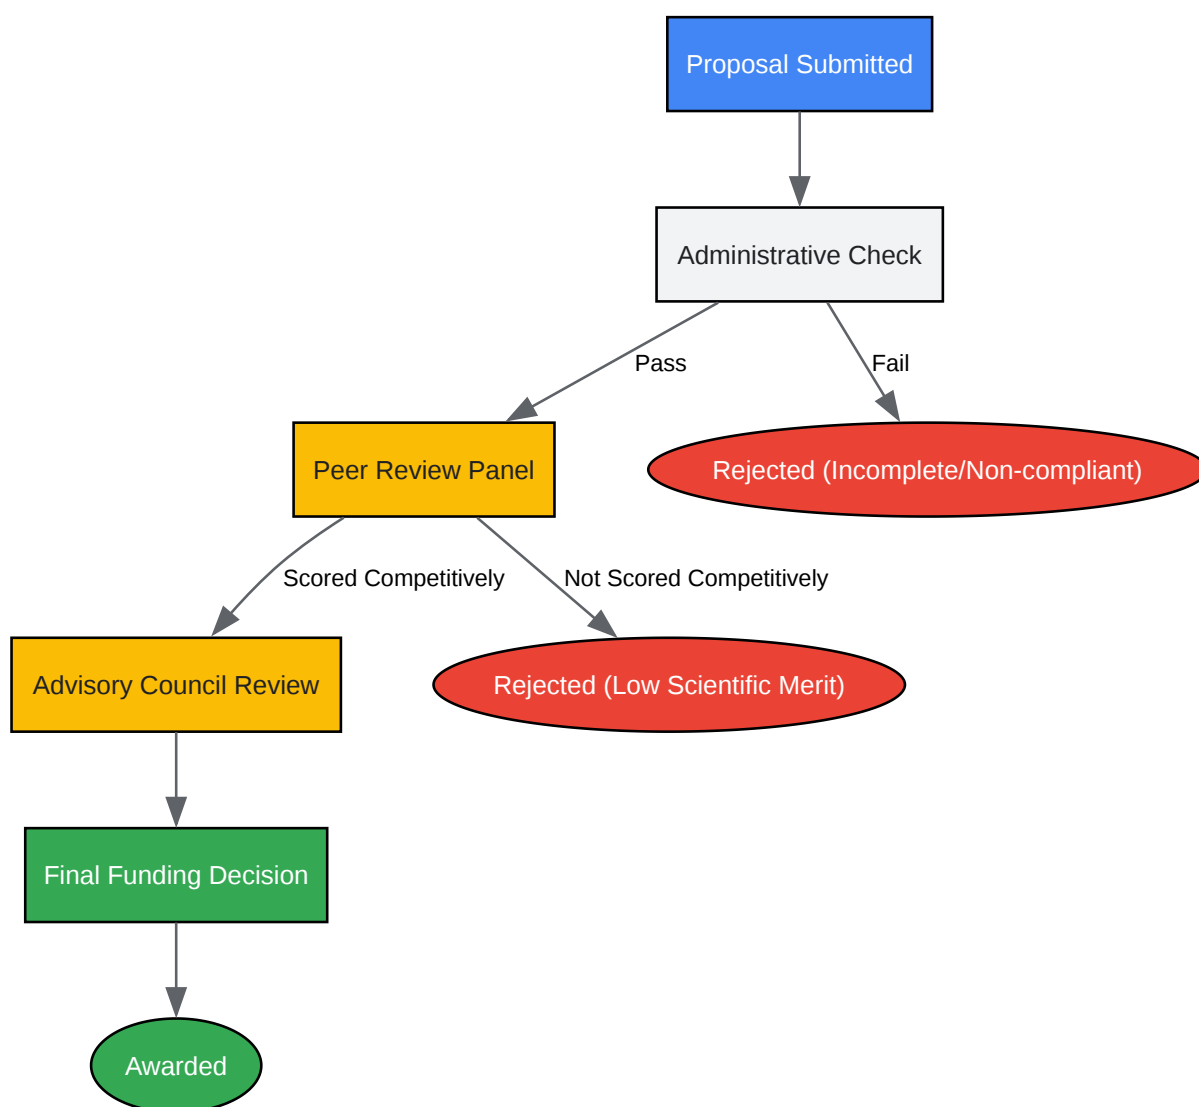 Proposal Submitted
Administrative Check
Pass
Fail
Peer Review Panel
Rejected (Incomplete/Non-compliant)
Scored Competitively
Not Scored Competitively
Advisory Council Review
Rejected (Low Scientific Merit)
Final Funding Decision
Awarded